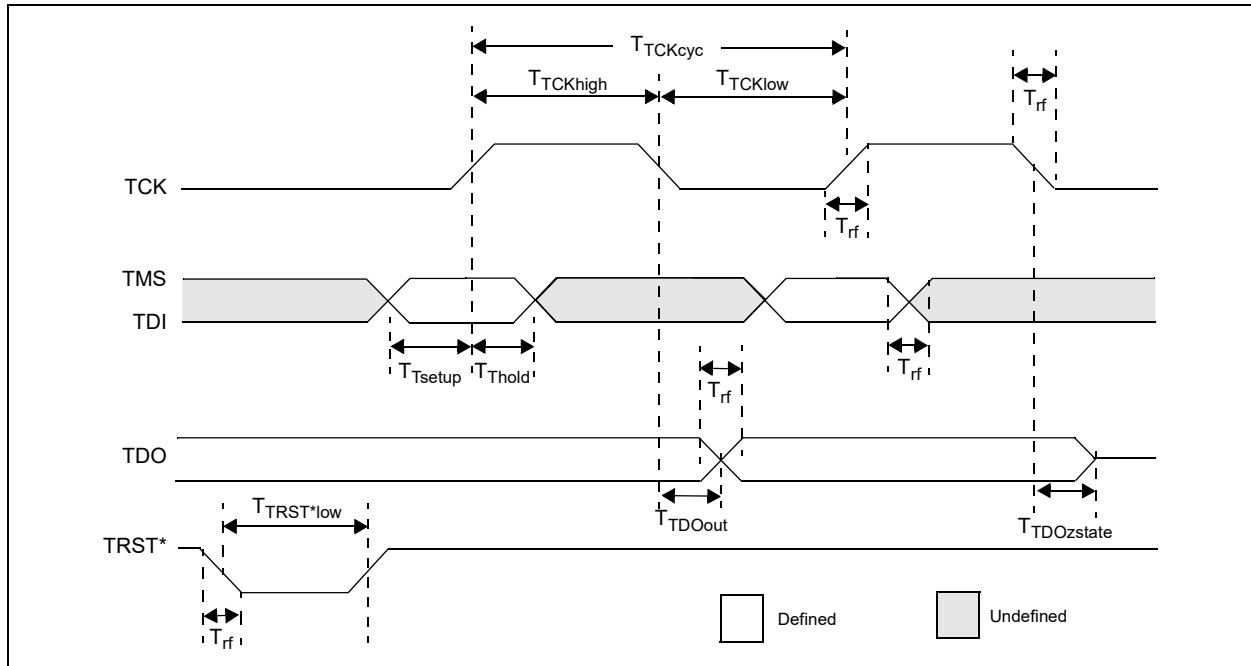 TTCKcyc
TTCKhigh
TTCKlow
Trf
TCK
Trf
TMS
TDI
TTsetup
TThold
Trf
Trf
TDO
TTDOout
TTDOzstate
TTRST*low
TRST*
Trf
Defined
Undefined